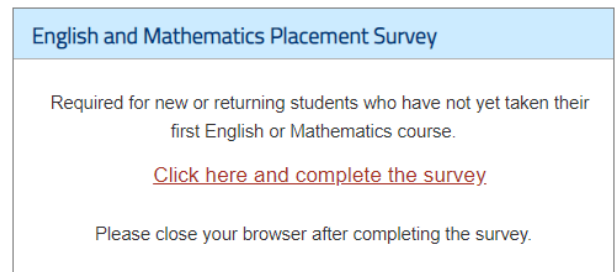 English and Mathematics Placement Survey
Required for new or returning students who have not yet taken their
first English or Mathematics course.
Click here and complete the survey
Please close your browser after completing the survey.